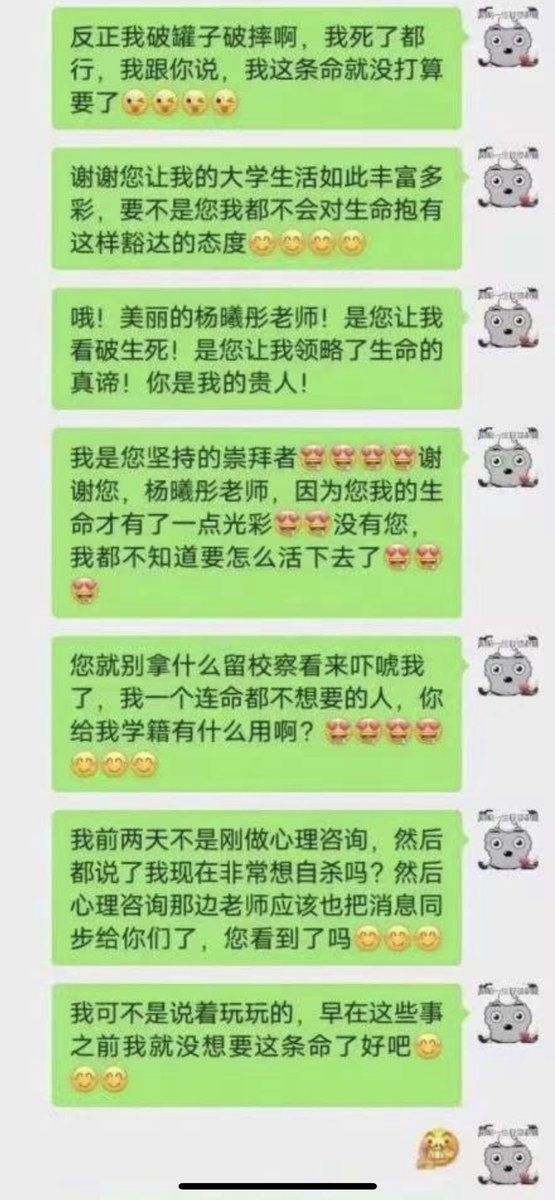 反正我破罐子破摔啊，我死了都
行，我跟你说，我这条命就没打算
要了😉😉😉😉
谢谢您让我的大学生活如此丰富多
彩，要不是您我都不会对生命抱有
这样豁达的态度😊😊😊😊
哦！美丽的杨曦彤老师！是您让我
看破生死！是您让我领略了生命的
真谛！你是我的贵人！
我是您坚持的崇拜者😍😍😍😍谢
谢您，杨曦彤老师，因为您我的生
命才有了一点光彩😍😍没有您，
我都不知道要怎么活下去了😍😍
😍
您就别拿什么留校察看来吓唬我
了，我一个连命都不想要的人，你
给我学籍有什么用啊？😍😍😍😍
😊😊😊
我前两天不是刚做心理咨询，然后
都说了我现在非常想自杀吗？然后
心理咨询那边老师应该也把消息同
步给你们了，您看到了吗😊😊😊
我可不是说着玩玩的，早在这些事
之前我就没想要这条命了好吧😊
😊😊